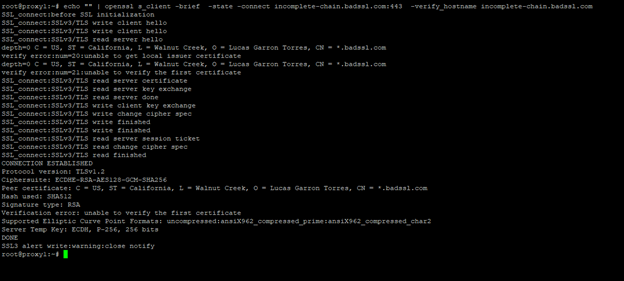 root@proxy1:~# echo "" | openssl s_client -brief  -state -connect incomplete-chain.badssl.com:443  -verify_hostname incomplete-chain.badssl.com
SSL_connect:before SSL initialization
SSL_connect:SSLv3/TLS write client hello
SSL_connect:SSLv3/TLS write client hello
SSL_connect:SSLv3/TLS read server hello
depth=0 C = US, ST = California, L = Walnut Creek, O = Lucas Garron Torres, CN = *.badssl.com
verify error:num=20:unable to get local issuer certificate
depth=0 C = US, ST = California, L = Walnut Creek, O = Lucas Garron Torres, CN = *.badssl.com
verify error:num=21:unable to verify the first certificate
SSL_connect:SSLv3/TLS read server certificate
SSL_connect:SSLv3/TLS read server key exchange
SSL_connect:SSLv3/TLS read server done
SSL_connect:SSLv3/TLS write client key exchange
SSL_connect:SSLv3/TLS write change cipher spec
SSL_connect:SSLv3/TLS write finished
SSL_connect:SSLv3/TLS write finished
SSL_connect:SSLv3/TLS read server session ticket
SSL_connect:SSLv3/TLS read change cipher spec
SSL_connect:SSLv3/TLS read finished
CONNECTION ESTABLISHED
Protocol version: TLSv1.2
Ciphersuite: ECDHE-RSA-AES128-GCM-SHA256
Peer certificate: C = US, ST = California, L = Walnut Creek, O = Lucas Garron Torres, CN = *.badssl.com
Hash used: SHA512
Signature type: RSA
Verification error: unable to verify the first certificate
Supported Elliptic Curve Point Formats: uncompressed:ansiX962_compressed_prime:ansiX962_compressed_char2
Server Temp Key: ECDH, P-256, 256 bits
DONE
SSL3 alert write:warning:close notify
root@proxy1:~#